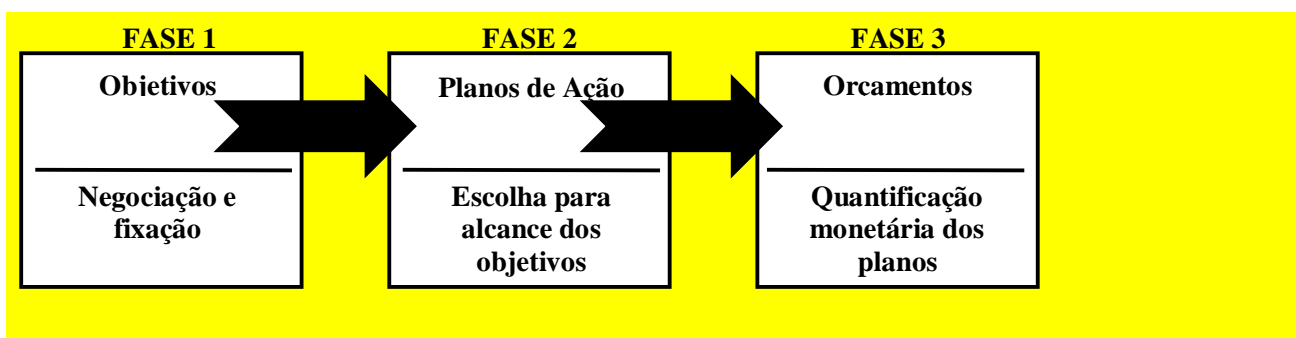 FASE 1
Objetivos
Negociação e
fixação
FASE 2
Planos de Ação
Escolha para
alcance dos
objetivos
FASE 3
Orcamentos
Quantificação
monetária dos
planos